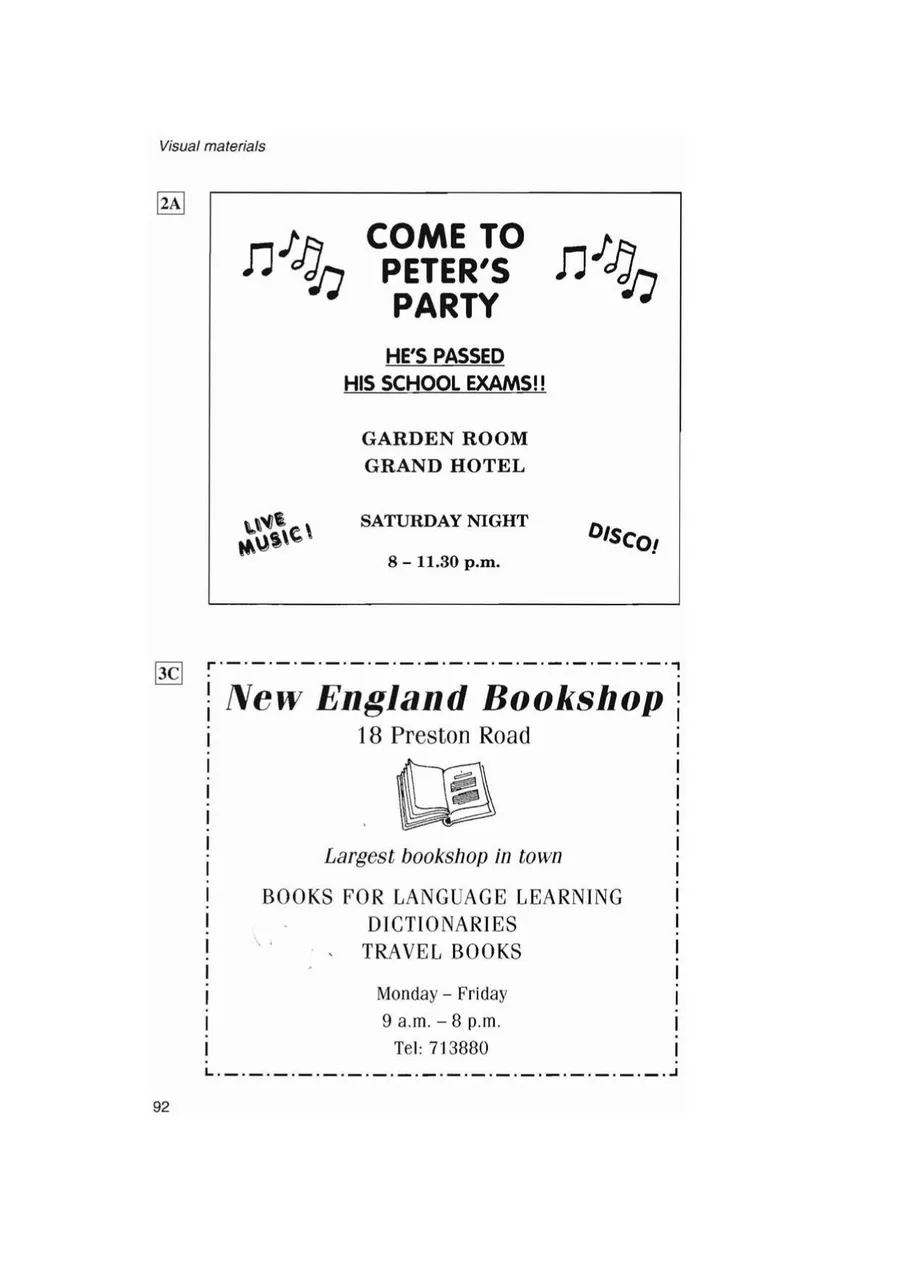 Visual materials
2A
COME TO
PETER'S
PARTY
HE'S PASSED
HIS SCHOOL EXAMS!!
GARDEN ROOM
GRAND HOTEL
LIVE
MUSIC!
SATURDAY NIGHT
DISCO!
8 – 11.30 p.m.
3C
New England Bookshop
18 Preston Road
Largest bookshop in town
BOOKS FOR LANGUAGE LEARNING
DICTIONARIES
TRAVEL BOOKS
Monday – Friday
9 a.m. – 8 p.m.
Tel: 713880
92